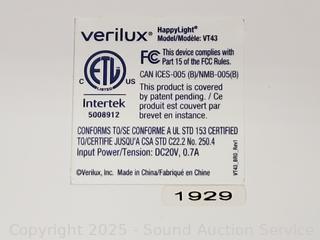 verilux® HappyLight®
Model/Modèle: VT43
FC This device complies with
Part 15 of the FCC Rules.
CAN ICES-005 (B)/NMB-005(B)
C ETL US
LISTED
Intertek
5008912
This product is covered
by patent pending. / Ce
produit est couvert par
brevet en instance.
CONFORMS TO/SE CONFORME A UL STD 153 CERTIFIED
TO/CERTIFIE JUSQU'A CSA STD C22.2 No. 250.4
Input Power/Tension: DC20V, 0.7A
©Verilux, Inc. Made in China/Fabriqué en Chine
VT43_BRD_Rev1
1929
Copyright 2025 - Sound Auction Service